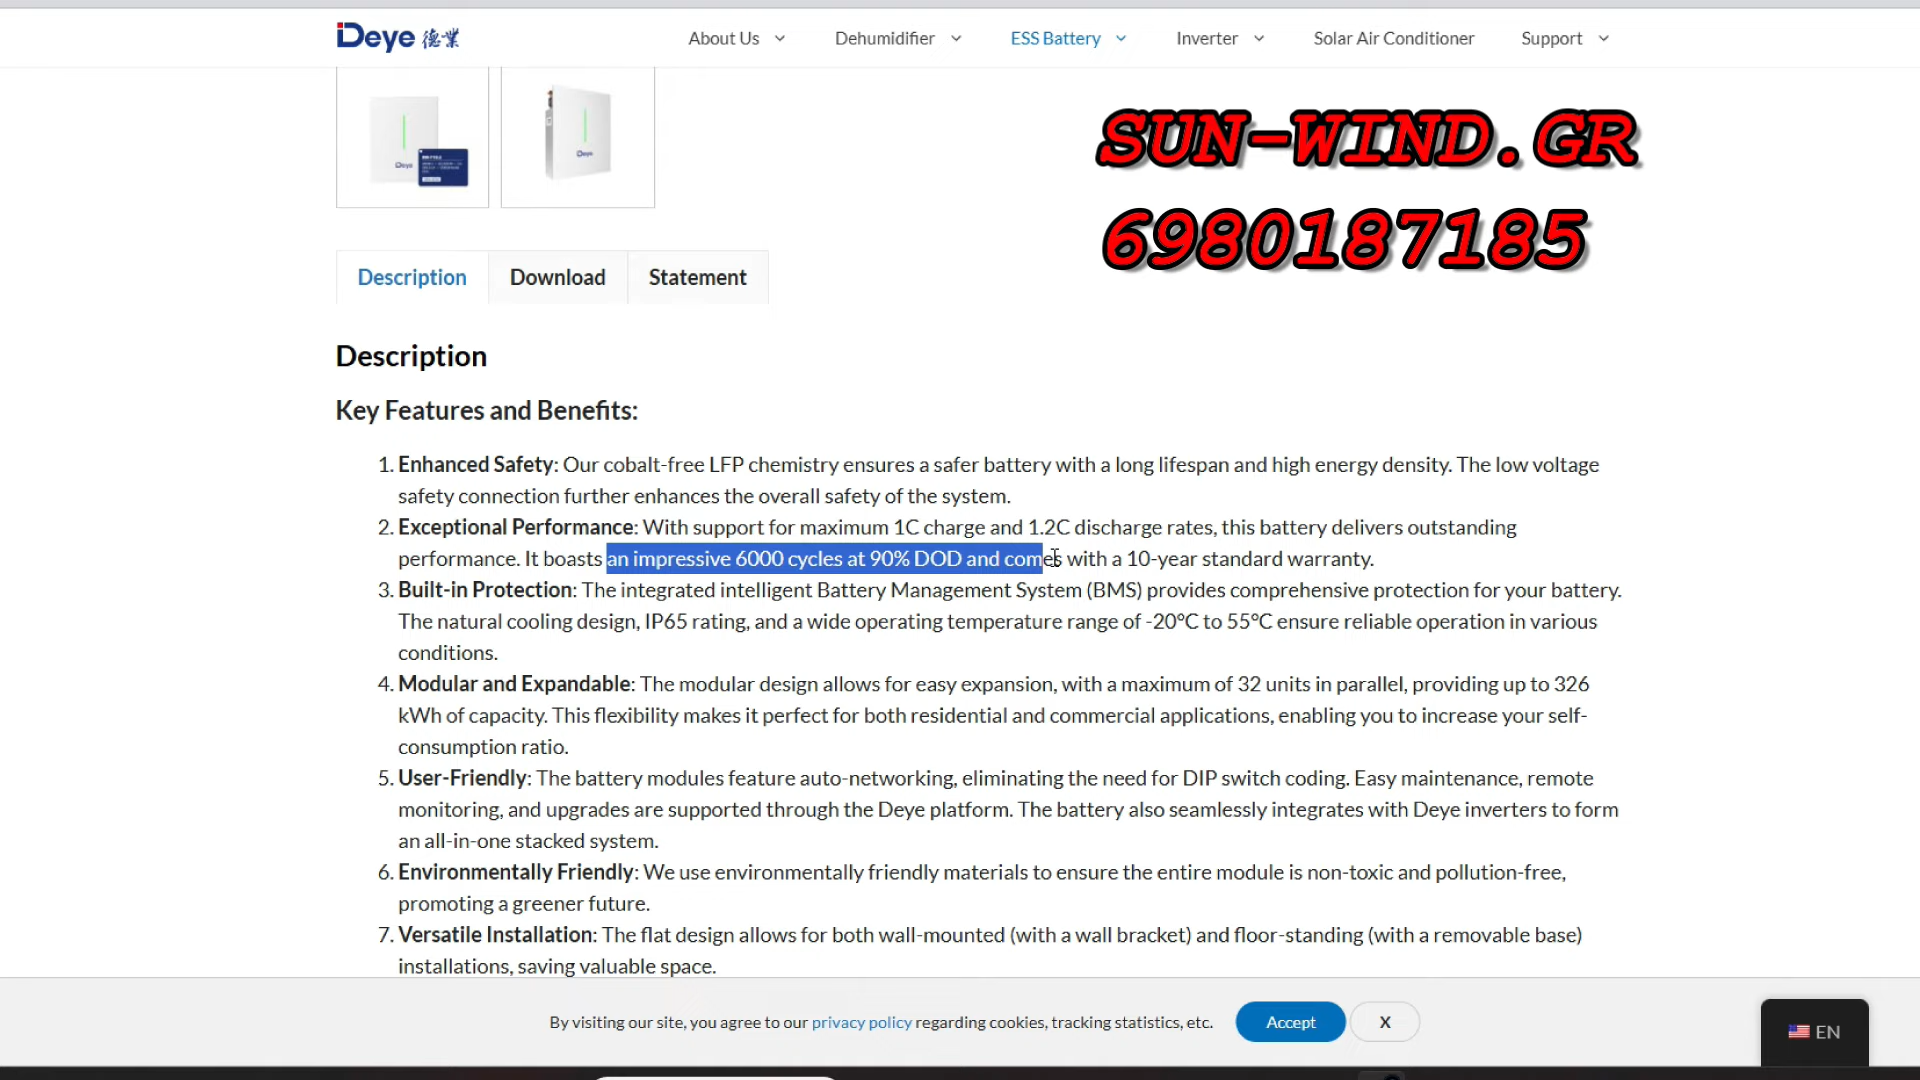 Deye 德業
About Us
Dehumidifier
ESS Battery
Inverter
Solar Air Conditioner
Support
Deye
Deye
SUN-WIND.GR
6980187185
Description
Download
Statement
Description
Key Features and Benefits:
1. Enhanced Safety: Our cobalt-free LFP chemistry ensures a safer battery with a long lifespan and high energy density. The low voltage
safety connection further enhances the overall safety of the system.
2. Exceptional Performance: With support for maximum 1C charge and 1.2C discharge rates, this battery delivers outstanding
performance. It boasts an impressive 6000 cycles at 90% DOD and comes with a 10-year standard warranty.
3. Built-in Protection: The integrated intelligent Battery Management System (BMS) provides comprehensive protection for your battery.
The natural cooling design, IP65 rating, and a wide operating temperature range of -20°C to 55°C ensure reliable operation in various
conditions.
4. Modular and Expandable: The modular design allows for easy expansion, with a maximum of 32 units in parallel, providing up to 326
kWh of capacity. This flexibility makes it perfect for both residential and commercial applications, enabling you to increase your self-
consumption ratio.
5. User-Friendly: The battery modules feature auto-networking, eliminating the need for DIP switch coding. Easy maintenance, remote
monitoring, and upgrades are supported through the Deye platform. The battery also seamlessly integrates with Deye inverters to form
an all-in-one stacked system.
6. Environmentally Friendly: We use environmentally friendly materials to ensure the entire module is non-toxic and pollution-free,
promoting a greener future.
7. Versatile Installation: The flat design allows for both wall-mounted (with a wall bracket) and floor-standing (with a removable base)
installations, saving valuable space.
By visiting our site, you agree to our privacy policy regarding cookies, tracking statistics, etc.
Accept
X
EN